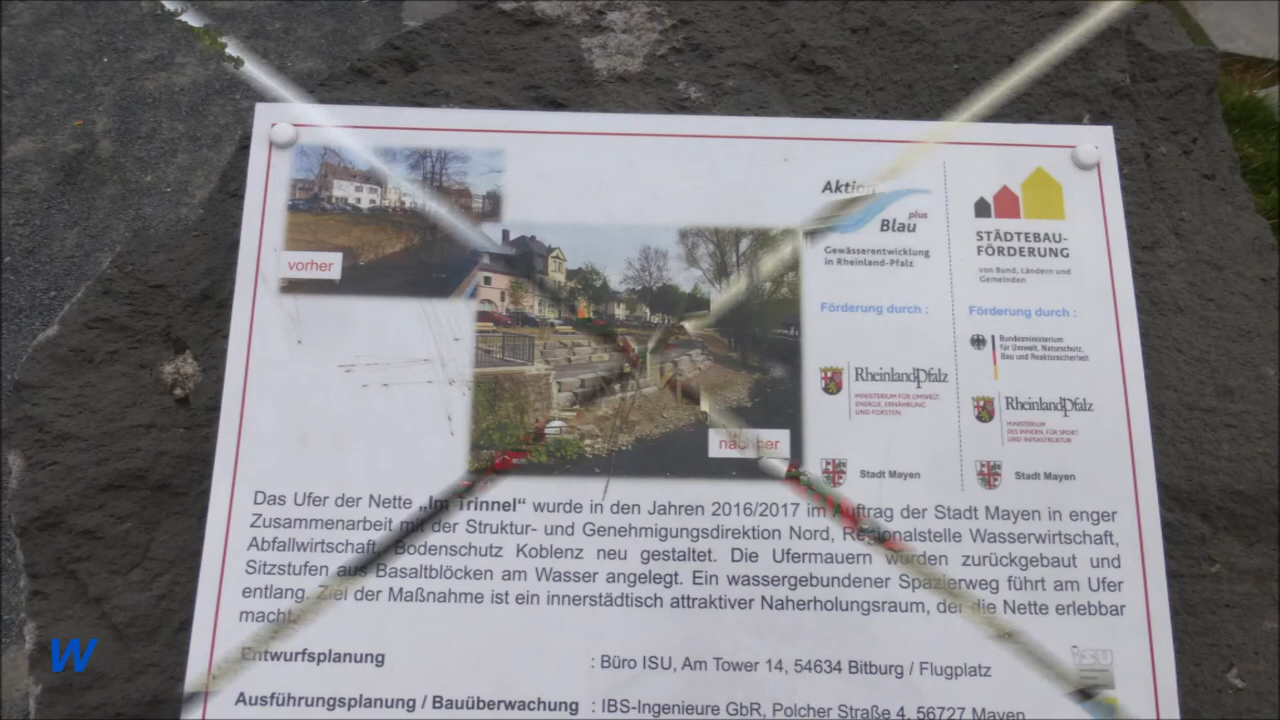 vorher
nachher
Aktion
Blau plus
Gewässerentwicklung
in Rheinland-Pfalz
Förderung durch :
Rheinland Pfalz
MINISTERIUM FÜR UMWELT,
ENERGIE, ERNÄHRUNG
UND FORSTEN
Stadt Mayen
STÄDTEBAU-
FÖRDERUNG
von Bund, Ländern und
Gemeinden
Förderung durch :
Bundesministerium
für Umwelt, Naturschutz,
Bau und Reaktorsicherheit
Rheinland Pfalz
MINISTERIUM
DES INNERN, FÜR SPORT
UND INFRASTRUKTUR
Stadt Mayen
Das Ufer der Nette „Im Trinnel“ wurde in den Jahren 2016/2017 im Auftrag der Stadt Mayen in enger
Zusammenarbeit mit der Struktur- und Genehmigungsdirektion Nord, Regionalstelle Wasserwirtschaft,
Abfallwirtschaft, Bodenschutz Koblenz neu gestaltet. Die Ufermauern wurden zurückgebaut und
Sitzstufen aus Basaltblöcken am Wasser angelegt. Ein wassergebundener Spazierweg führt am Ufer
entlang. Ziel der Maßnahme ist ein innerstädtisch attraktiver Naherholungsraum, der die Nette erlebbar
macht.
Entwurfsplanung : Büro ISU, Am Tower 14, 54634 Bitburg / Flugplatz
isu
Ausführungsplanung / Bauüberwachung : IBS-Ingenieure GbR, Polcher Straße 4, 56727 Mayen
W